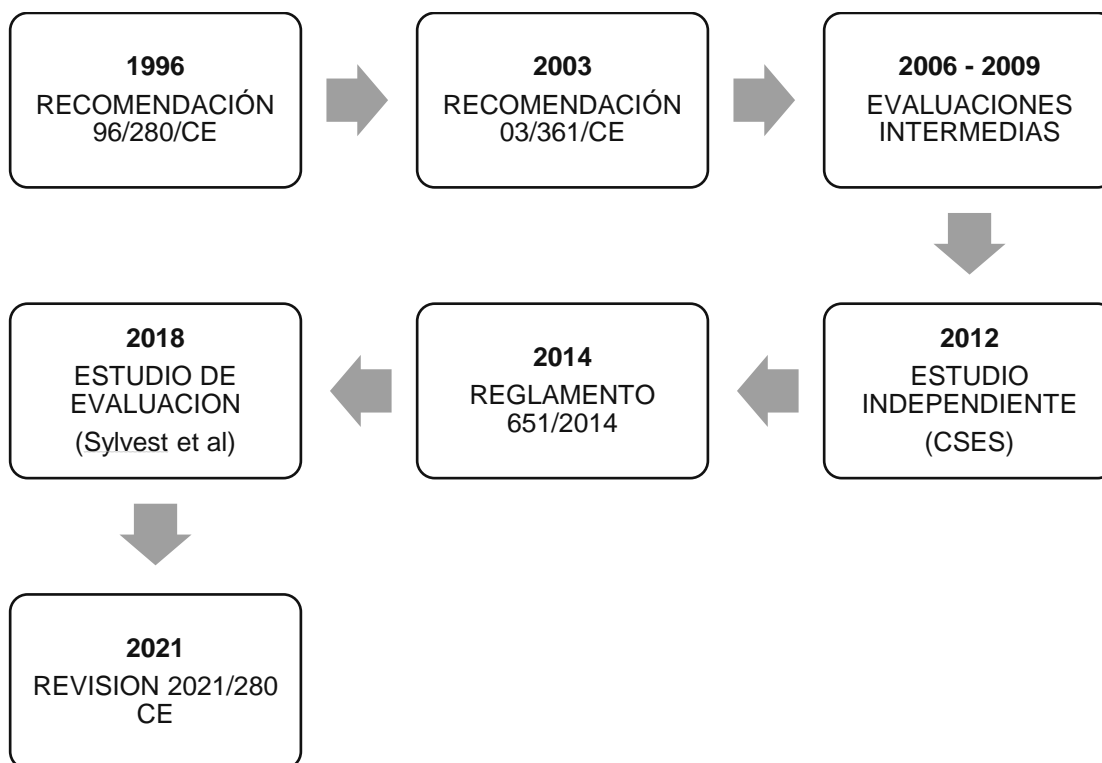 1996
RECOMENDACIÓN
96/280/CE
2003
RECOMENDACIÓN
03/361/CE
2006 - 2009
EVALUACIONES
INTERMEDIAS
2012
ESTUDIO
INDEPENDIENTE
(CSES)
2014
REGLAMENTO
651/2014
2018
ESTUDIO DE
EVALUACION
(Sylvest et al)
2021
REVISION 2021/280
CE